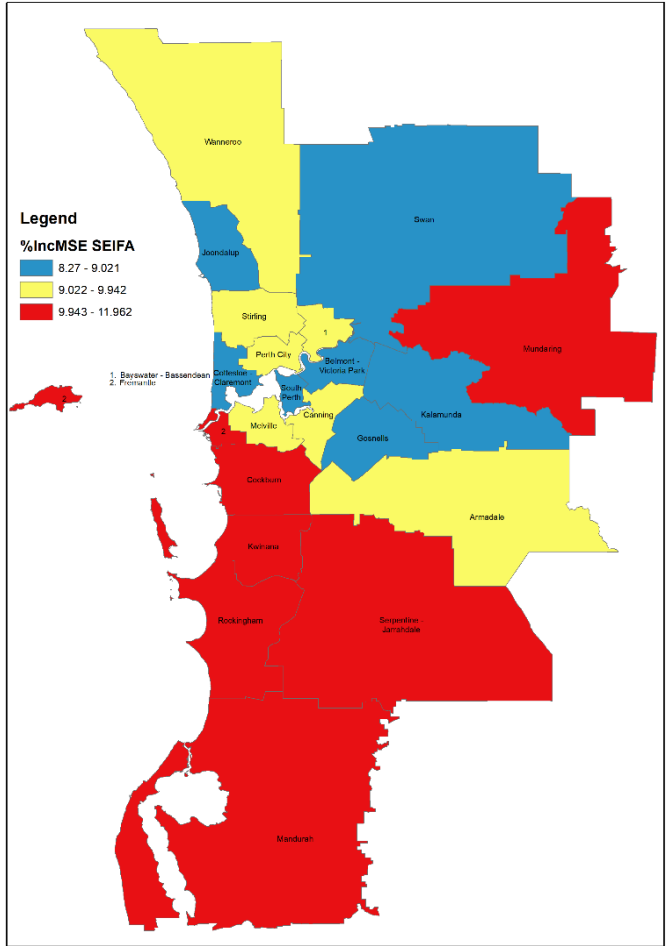 Wanneroo
Swan
Legend
%IncMSE SEIFA
8.27 - 9.021
9.022 - 9.942
9.943 - 11.962
Joondalup
Stirling
1
Mundaring
Perth City
Belmont -
Victoria Park
1. Bayswater - Bassendean
2. Fremantle
Cottesloe
Claremont
South
Perth
2
Canning
Kalamunda
Melville
2
Gosnells
Cockburn
Armadale
Kwinana
Rockingham
Serpentine -
Jarrahdale
Mandurah